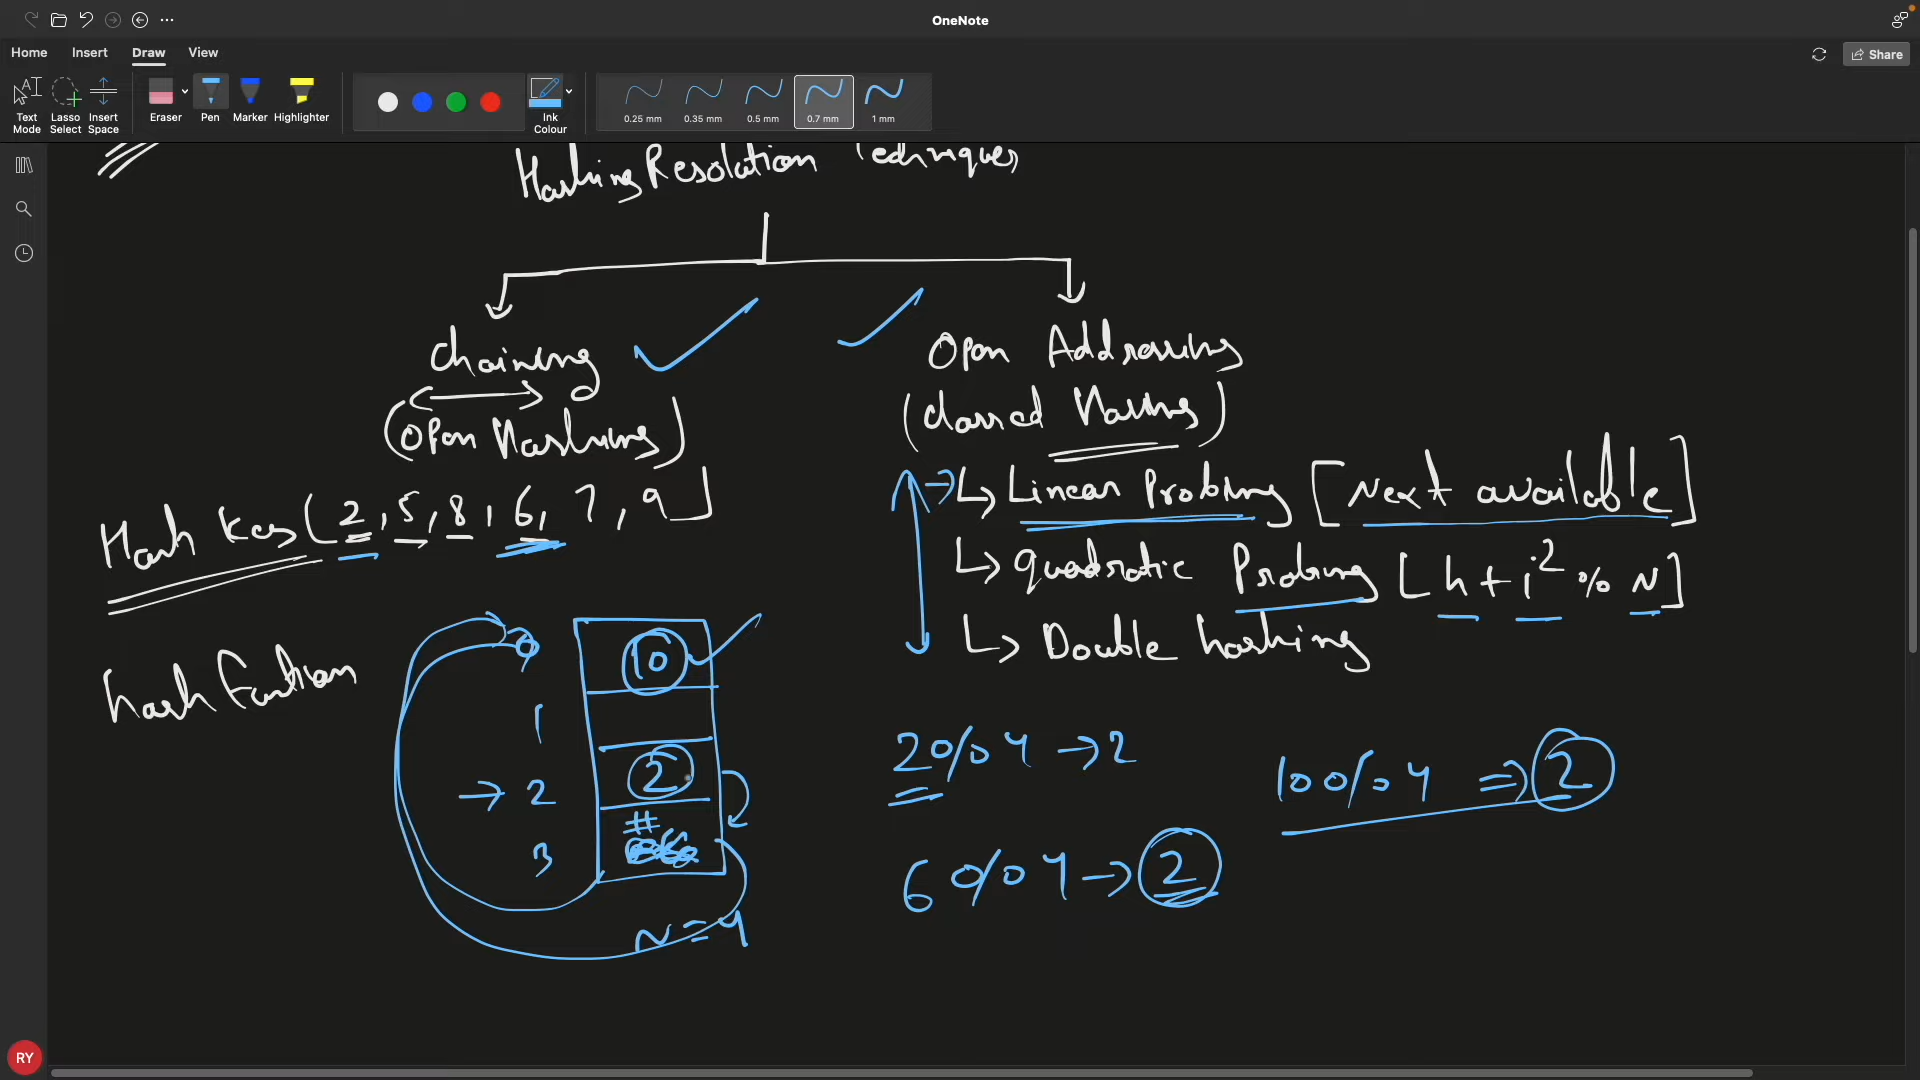 OneNote
Home Insert Draw View
Share
Text Mode
Lasso Select
Insert Space
Eraser
Pen
Marker
Highlighter
Ink Colour
0.25 mm
0.35 mm
0.5 mm
0.7 mm
1 mm
Hashing Resolution Techniques
Chaining
(Open Hashing)
Open Addressing
(Closed Hashing)
Linear Probing [Next available]
quadratic Probing [h + i² % N]
Double hashing
Hash Keys (2, 5, 8, 6, 7, 9]
hash function
0 10
1
2 2
3 #
N = 4
2 % 4 → 2
6 % 4 → 2
10 % 4 ⇒ 2
RY